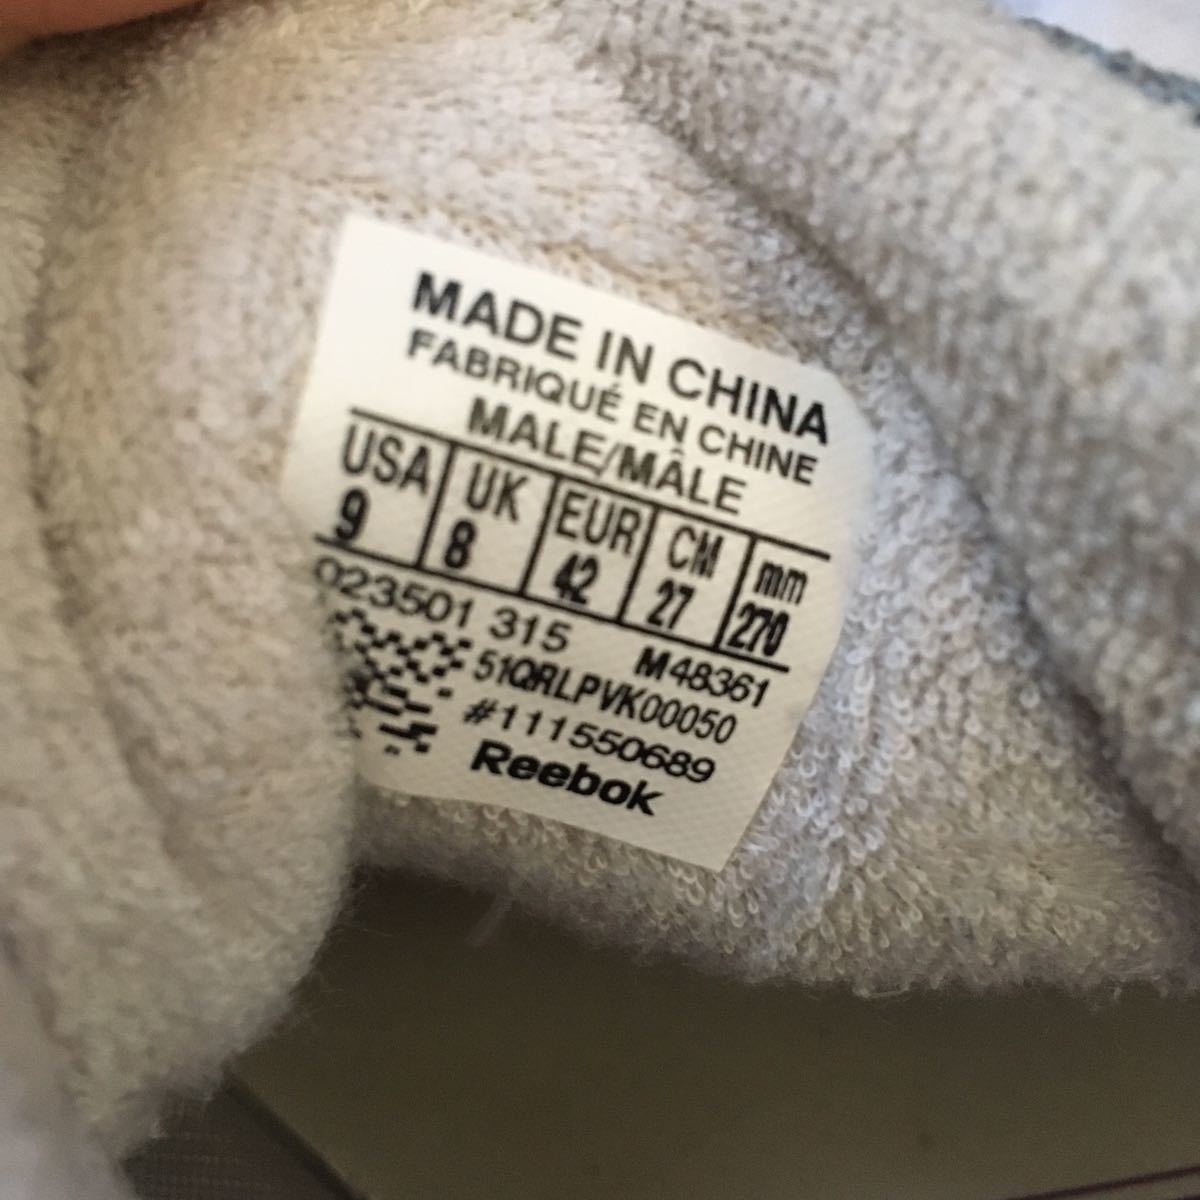 MADE IN CHINA
FABRIQUÉ EN CHINE
MALE/MÂLE
USA UK EUR CM mm
9 8 42 27 270
023501 315 M48361
51QRLPVK00050
#111550689
Reebok